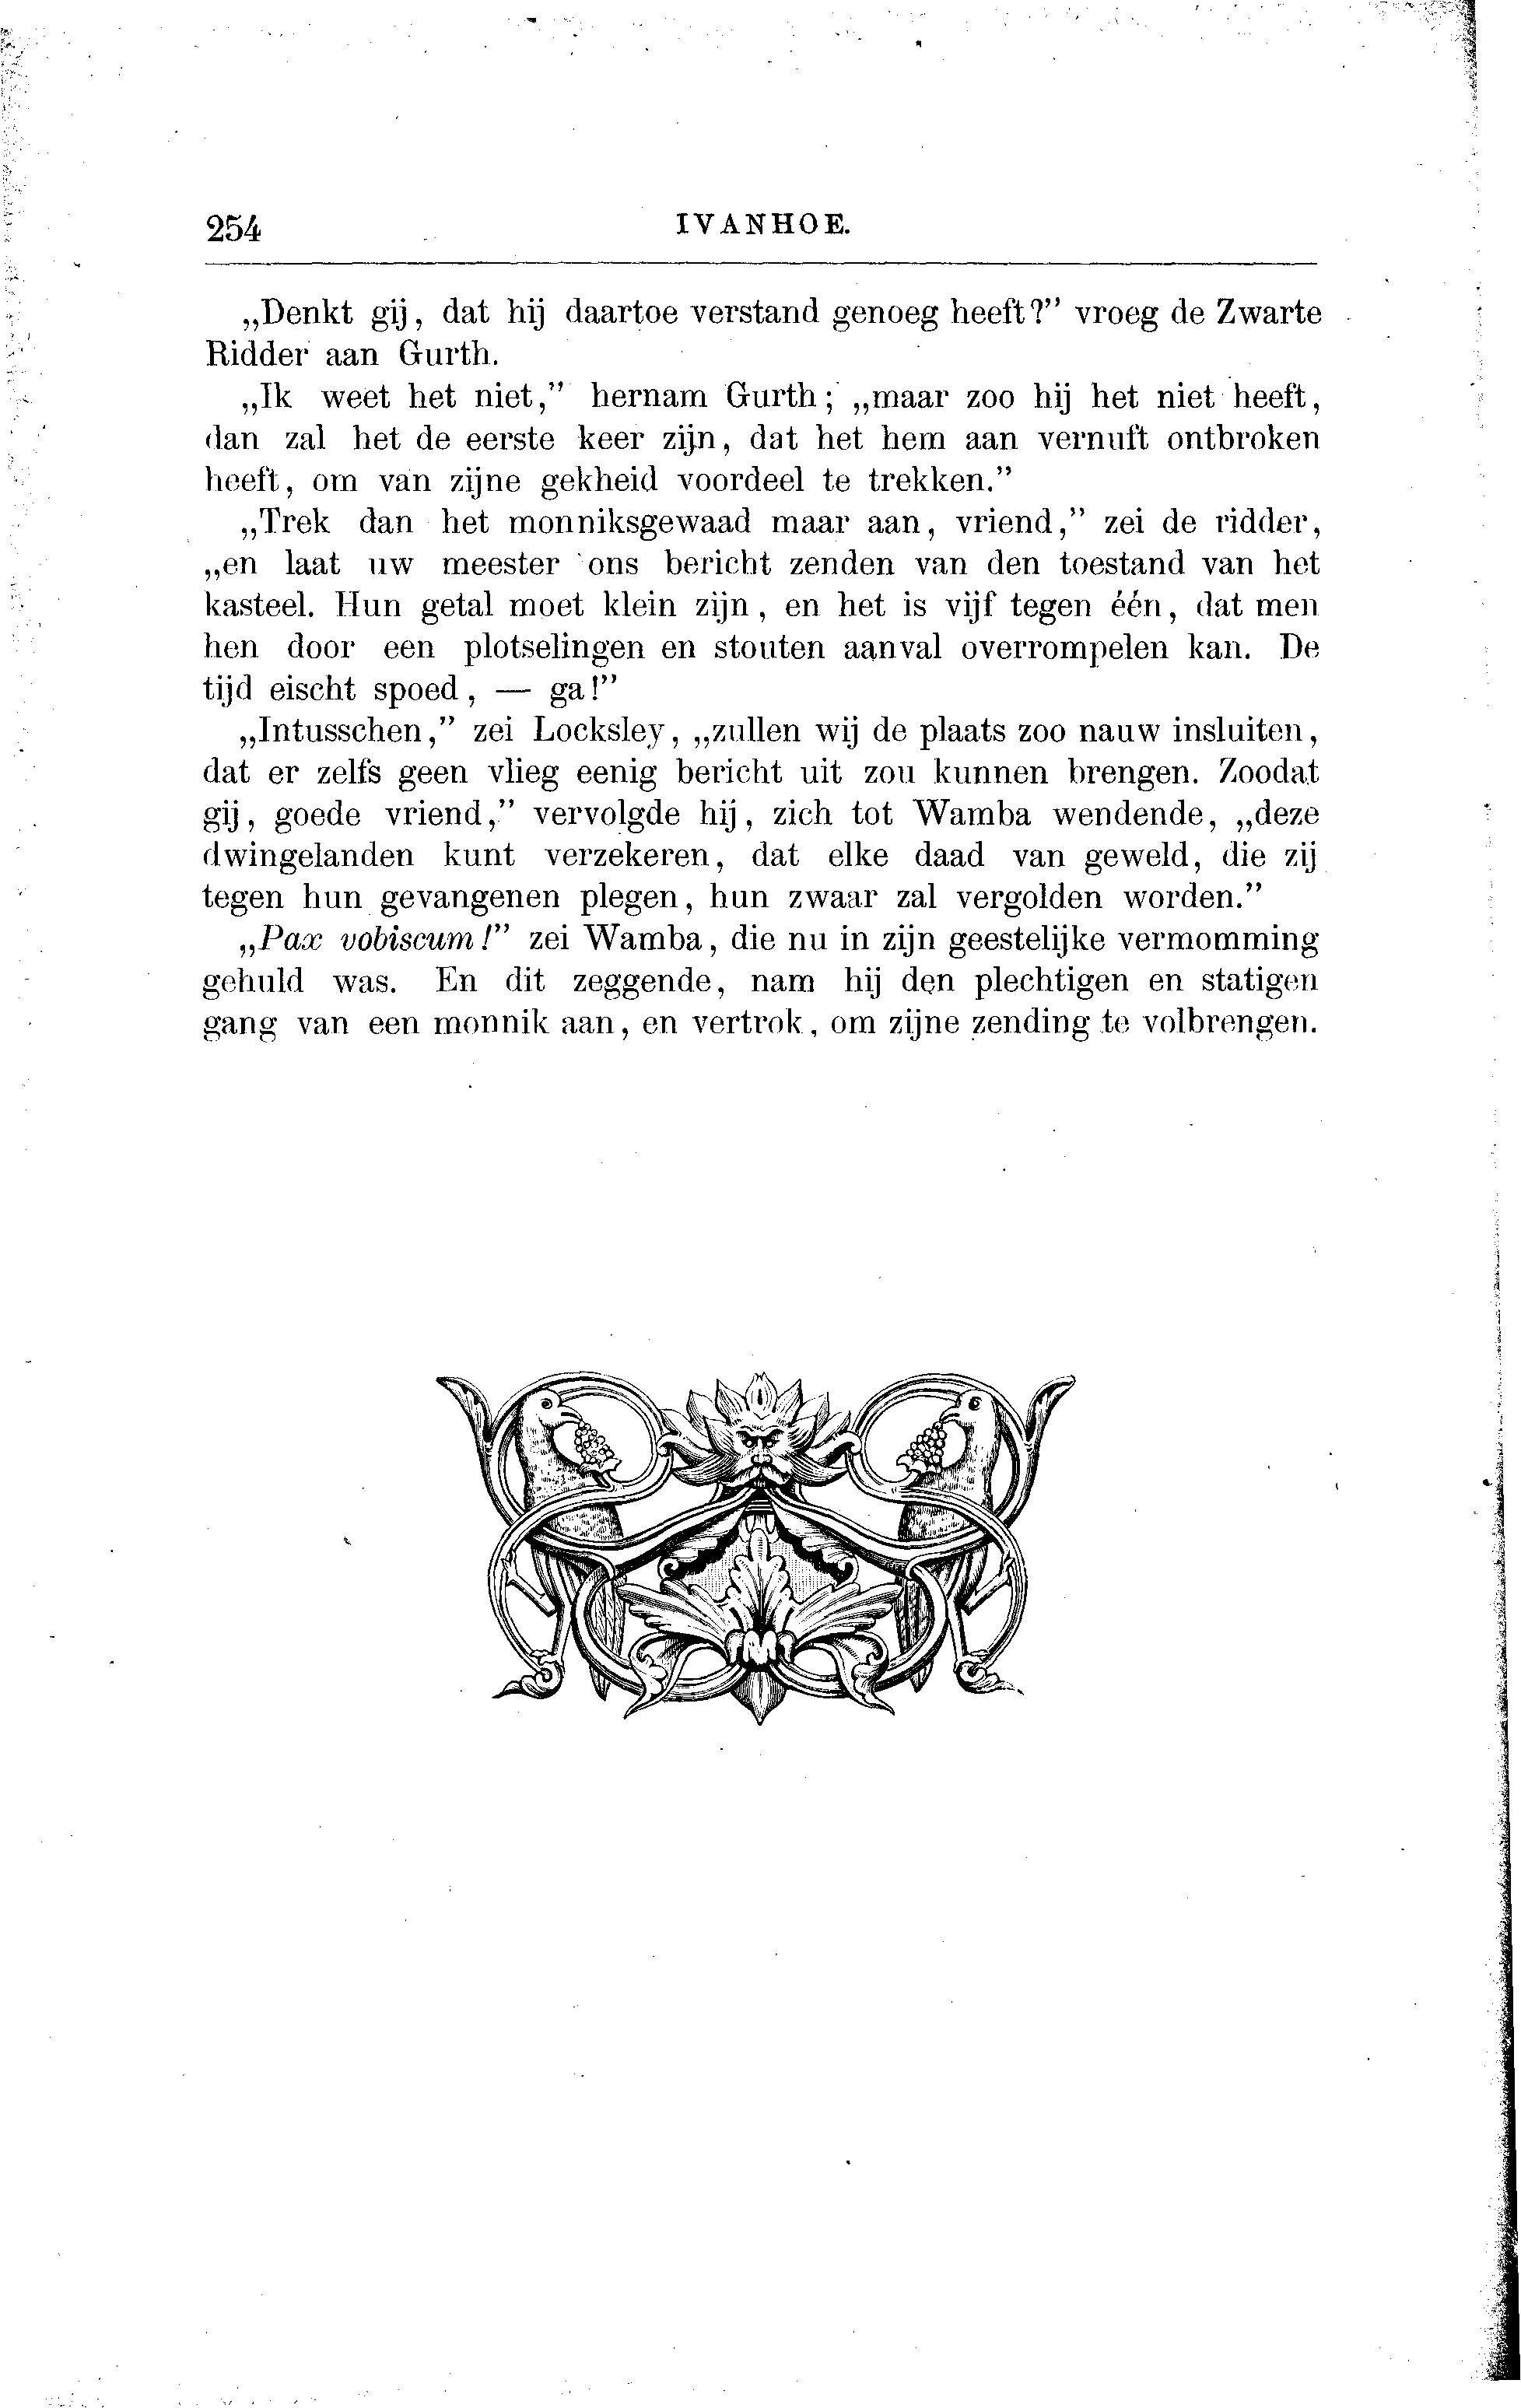 254
IVANHOE.
„Denkt gij, dat hij daartoe verstand genoeg heeft?” vroeg de Zwarte
Ridder aan Gurth.
„Ik weet het niet,” hernam Gurth; „maar zoo hij het niet heeft,
dan zal het de eerste keer zijn, dat het hem aan vernuft ontbroken
heeft, om van zijne gekheid voordeel te trekken.”
„Trek dan het monniksgewaad maar aan, vriend,” zei de ridder,
„en laat uw meester ons bericht zenden van den toestand van het
kasteel. Hun getal moet klein zijn, en het is vijf tegen één, dat men
hen door een plotselingen en stouten aanval overrompelen kan. De
tijd eischt spoed, — ga!”
„Intusschen,” zei Locksley, „zullen wij de plaats zoo nauw insluiten,
dat er zelfs geen vlieg eenig bericht uit zou kunnen brengen. Zoodat
gij, goede vriend,” vervolgde hij, zich tot Wamba wendende, „deze
dwingelanden kunt verzekeren, dat elke daad van geweld, die zij
tegen hun gevangenen plegen, hun zwaar zal vergolden worden.”
„Pax vobiscum!” zei Wamba, die nu in zijn geestelijke vermomming
gehuld was. En dit zeggende, nam hij den plechtigen en statigen
gang van een monnik aan, en vertrok, om zijne zending te volbrengen.